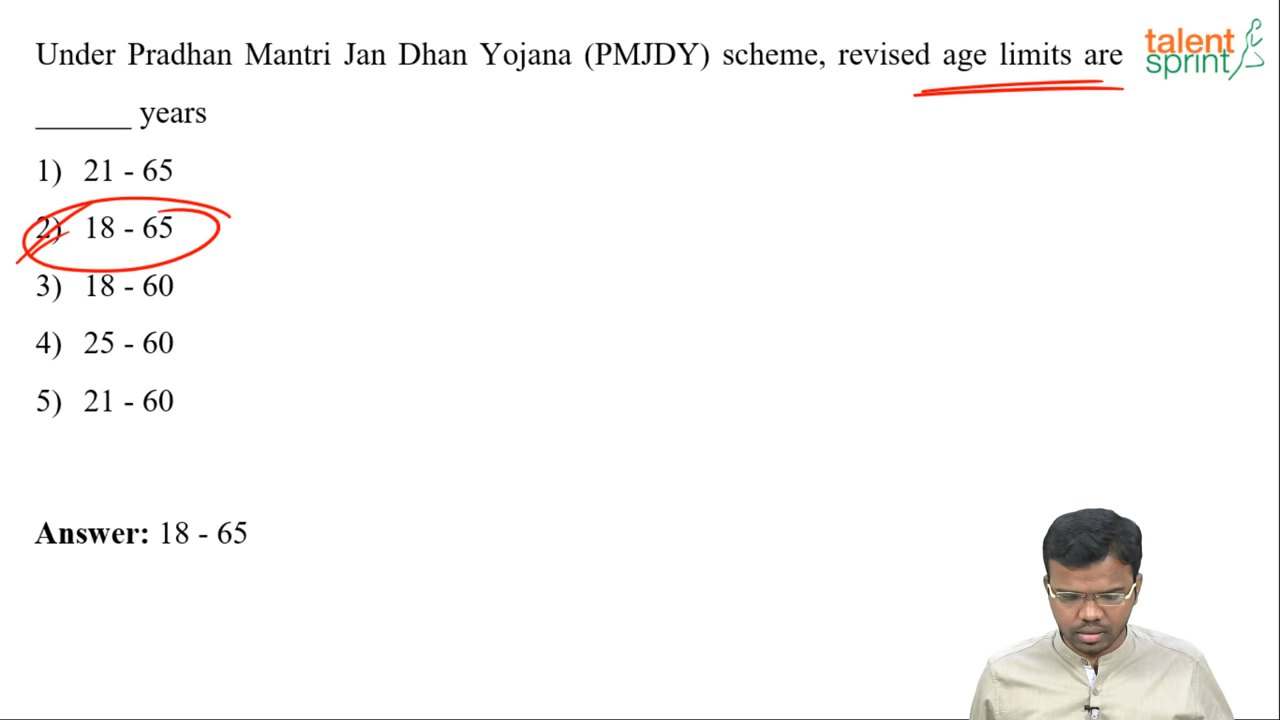 Under Pradhan Mantri Jan Dhan Yojana (PMJDY) scheme, revised age limits are
______ years
1) 21 - 65
2) 18 - 65
3) 18 - 60
4) 25 - 60
5) 21 - 60
Answer: 18 - 65
talent
sprint